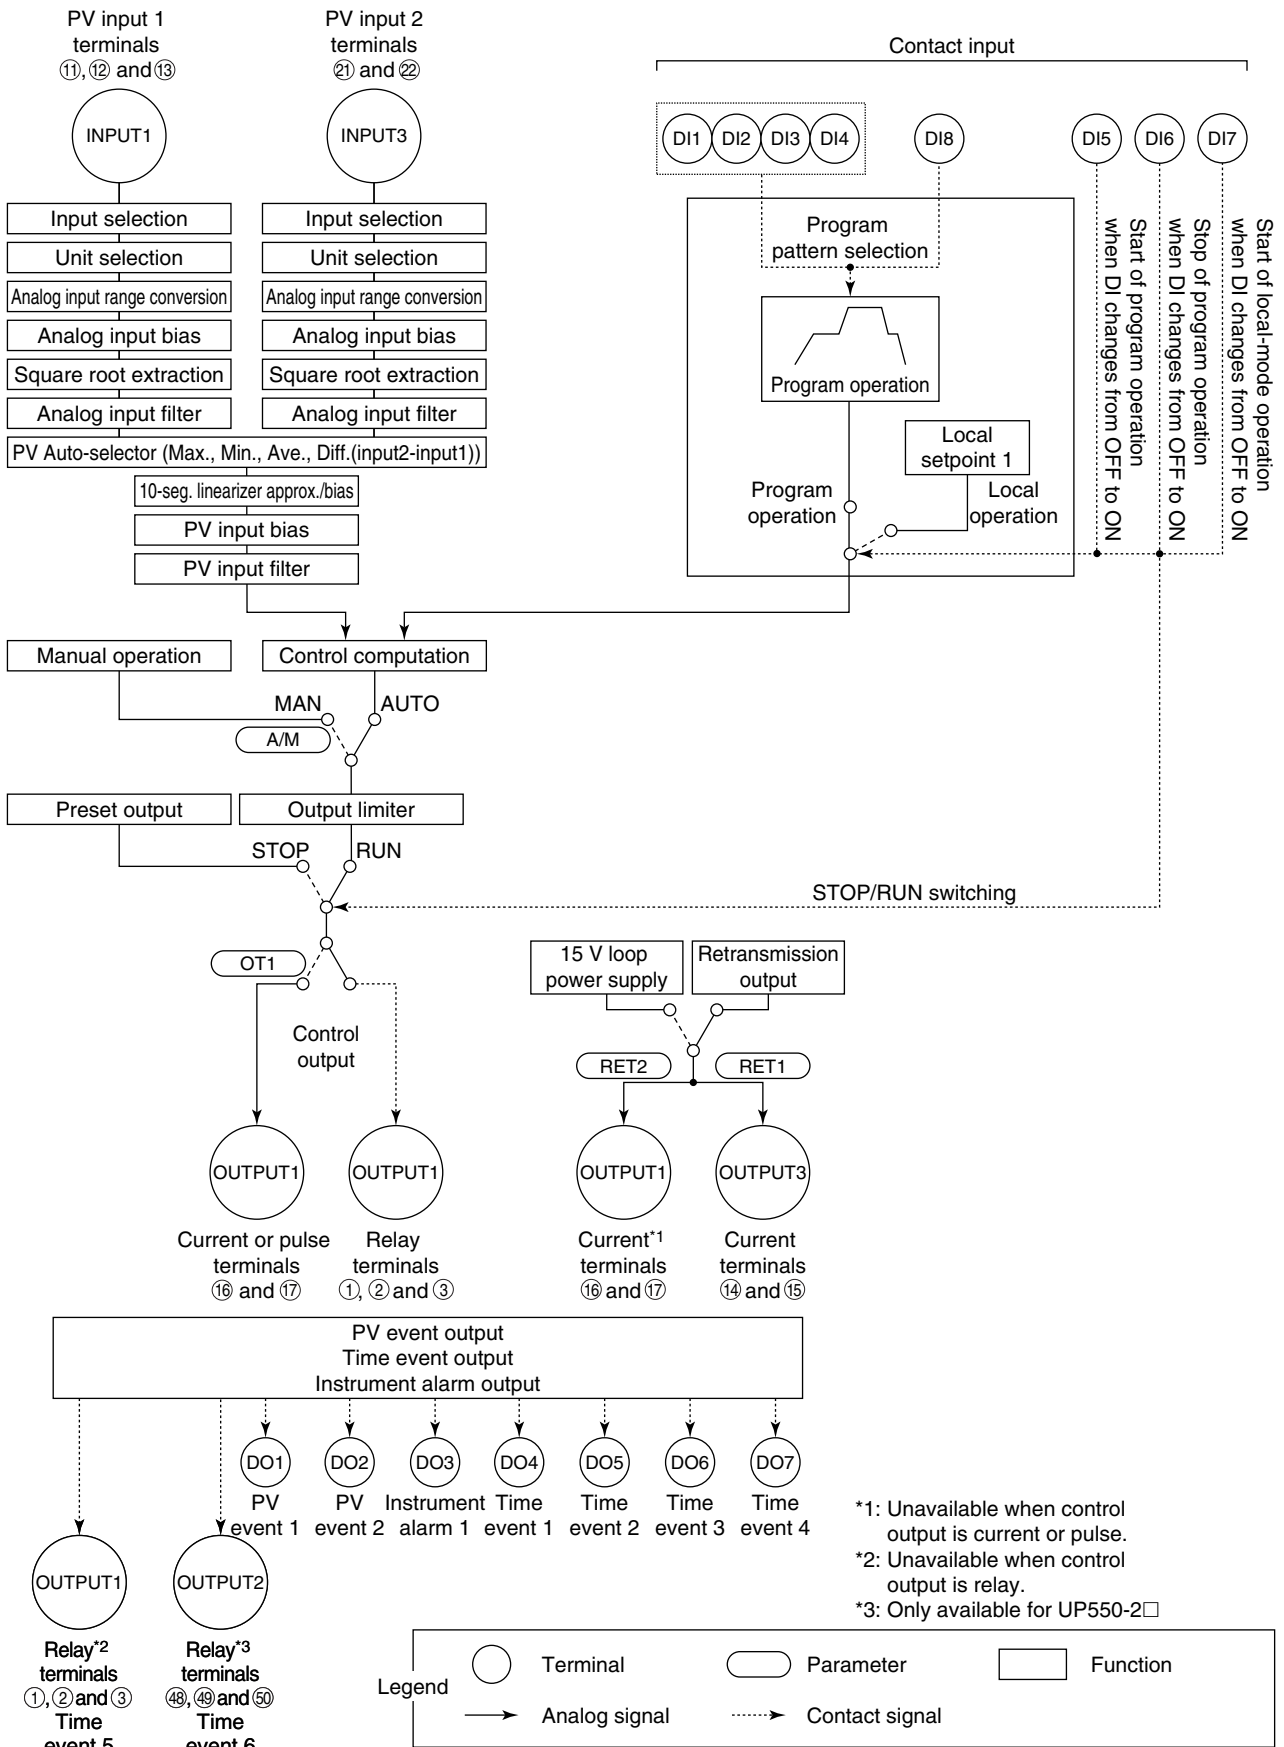 PV input 1
terminals
⑪, ⑫ and ⑬
PV input 2
terminals
㉑ and ㉒
Contact input
INPUT1
INPUT3
DI1
DI2
DI3
DI4
DI8
DI5
DI6
DI7
Input selection
Unit selection
Analog input range conversion
Analog input bias
Square root extraction
Analog input filter
Input selection
Unit selection
Analog input range conversion
Analog input bias
Square root extraction
Analog input filter
PV Auto-selector (Max., Min., Ave., Diff.(input2-input1))
10-seg. linearizer approx./bias
PV input bias
PV input filter
Program
pattern selection
Program operation
Local
setpoint 1
Program
operation
Local
operation
Start of program operation
when DI changes from OFF to ON
Stop of program operation
when DI changes from OFF to ON
Start of local-mode operation
when DI changes from OFF to ON
Manual operation
Control computation
MAN
AUTO
A/M
Preset output
Output limiter
STOP
RUN
STOP/RUN switching
OT1
Control
output
15 V loop
power supply
Retransmission
output
RET2
RET1
OUTPUT1
OUTPUT1
OUTPUT1
OUTPUT3
Current or pulse
terminals
⑯ and ⑰
Relay
terminals
①, ② and ③
Current*1
terminals
⑯ and ⑰
Current
terminals
⑭ and ⑮
PV event output
Time event output
Instrument alarm output
DO1
DO2
DO3
DO4
DO5
DO6
DO7
PV
event 1
PV
event 2
Instrument
alarm 1
Time
event 1
Time
event 2
Time
event 3
Time
event 4
OUTPUT1
OUTPUT2
Relay*2
terminals
①, ② and ③
Time
event 5
Relay*3
terminals
㊽, ㊾ and ㊿
Time
event 6
*1: Unavailable when control
output is current or pulse.
*2: Unavailable when control
output is relay.
*3: Only available for UP550-2□
Legend
Terminal
Parameter
Function
Analog signal
Contact signal